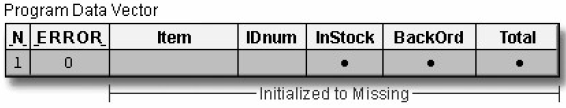 Program Data Vector
_N_ _ERROR_ Item IDnum InStock BackOrd Total
1 0 • • •
Initialized to Missing